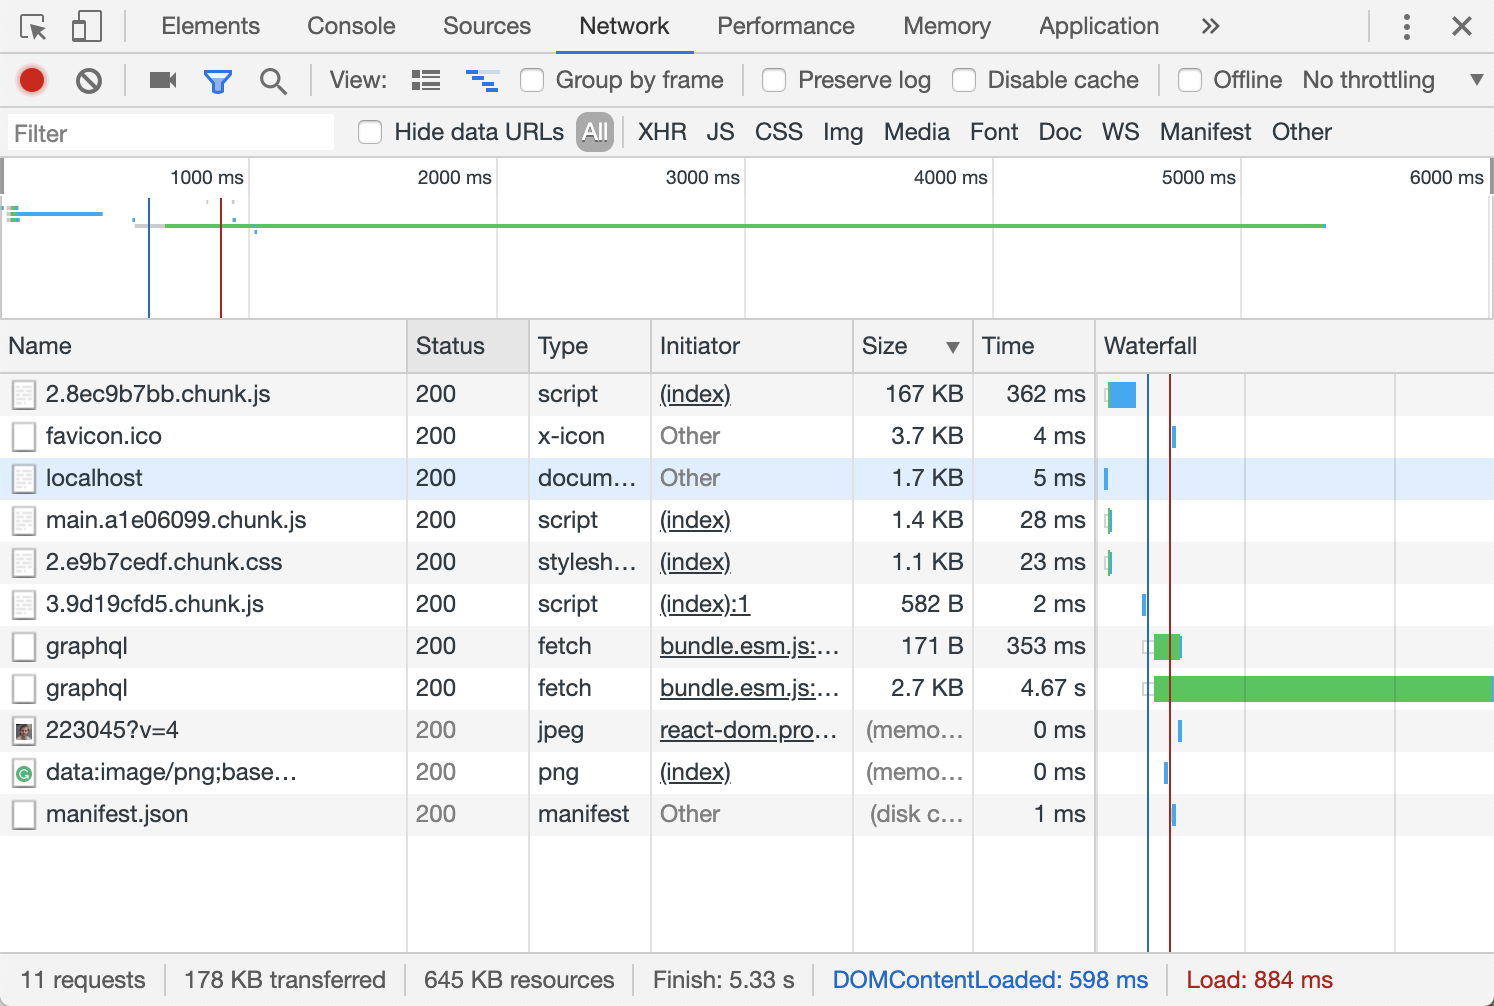 Elements Console Sources Network Performance Memory Application »
View: Group by frame Preserve log Disable cache Offline No throttling
Filter Hide data URLs All XHR JS CSS Img Media Font Doc WS Manifest Other
1000 ms 2000 ms 3000 ms 4000 ms 5000 ms 6000 ms
Name Status Type Initiator Size Time Waterfall
2.8ec9b7bb.chunk.js 200 script (index) 167 KB 362 ms
favicon.ico 200 x-icon Other 3.7 KB 4 ms
localhost 200 docum… Other 1.7 KB 5 ms
main.a1e06099.chunk.js 200 script (index) 1.4 KB 28 ms
2.e9b7cedf.chunk.css 200 stylesh… (index) 1.1 KB 23 ms
3.9d19cfd5.chunk.js 200 script (index):1 582 B 2 ms
graphql 200 fetch bundle.esm.js:… 171 B 353 ms
graphql 200 fetch bundle.esm.js:… 2.7 KB 4.67 s
223045?v=4 200 jpeg react-dom.pro… (memo… 0 ms
data:image/png;base… 200 png (index) (memo… 0 ms
manifest.json 200 manifest Other (disk c… 1 ms
11 requests 178 KB transferred 645 KB resources Finish: 5.33 s DOMContentLoaded: 598 ms Load: 884 ms